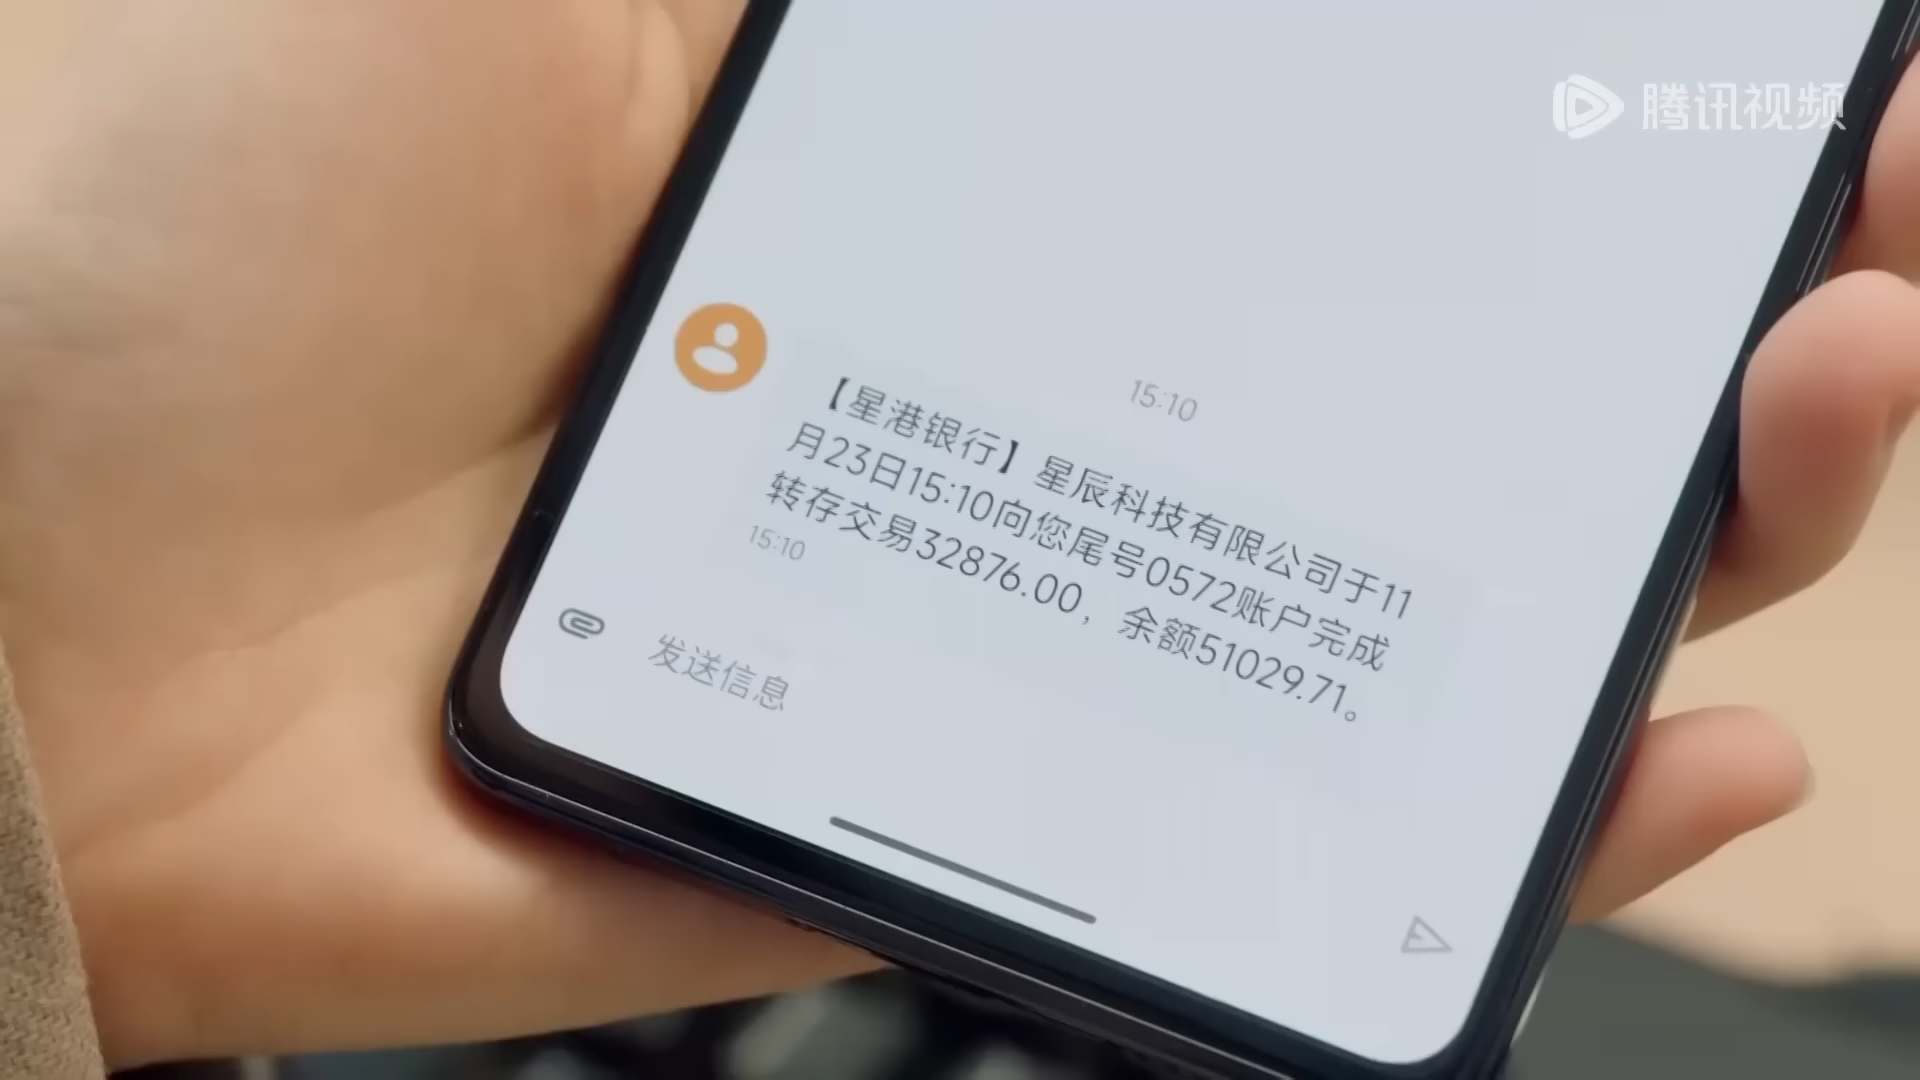 腾讯视频
15:10
【星港银行】星辰科技有限公司于11
月23日15:10向您尾号0572账户完成
转存交易32876.00，余额51029.71。
15:10
发送信息